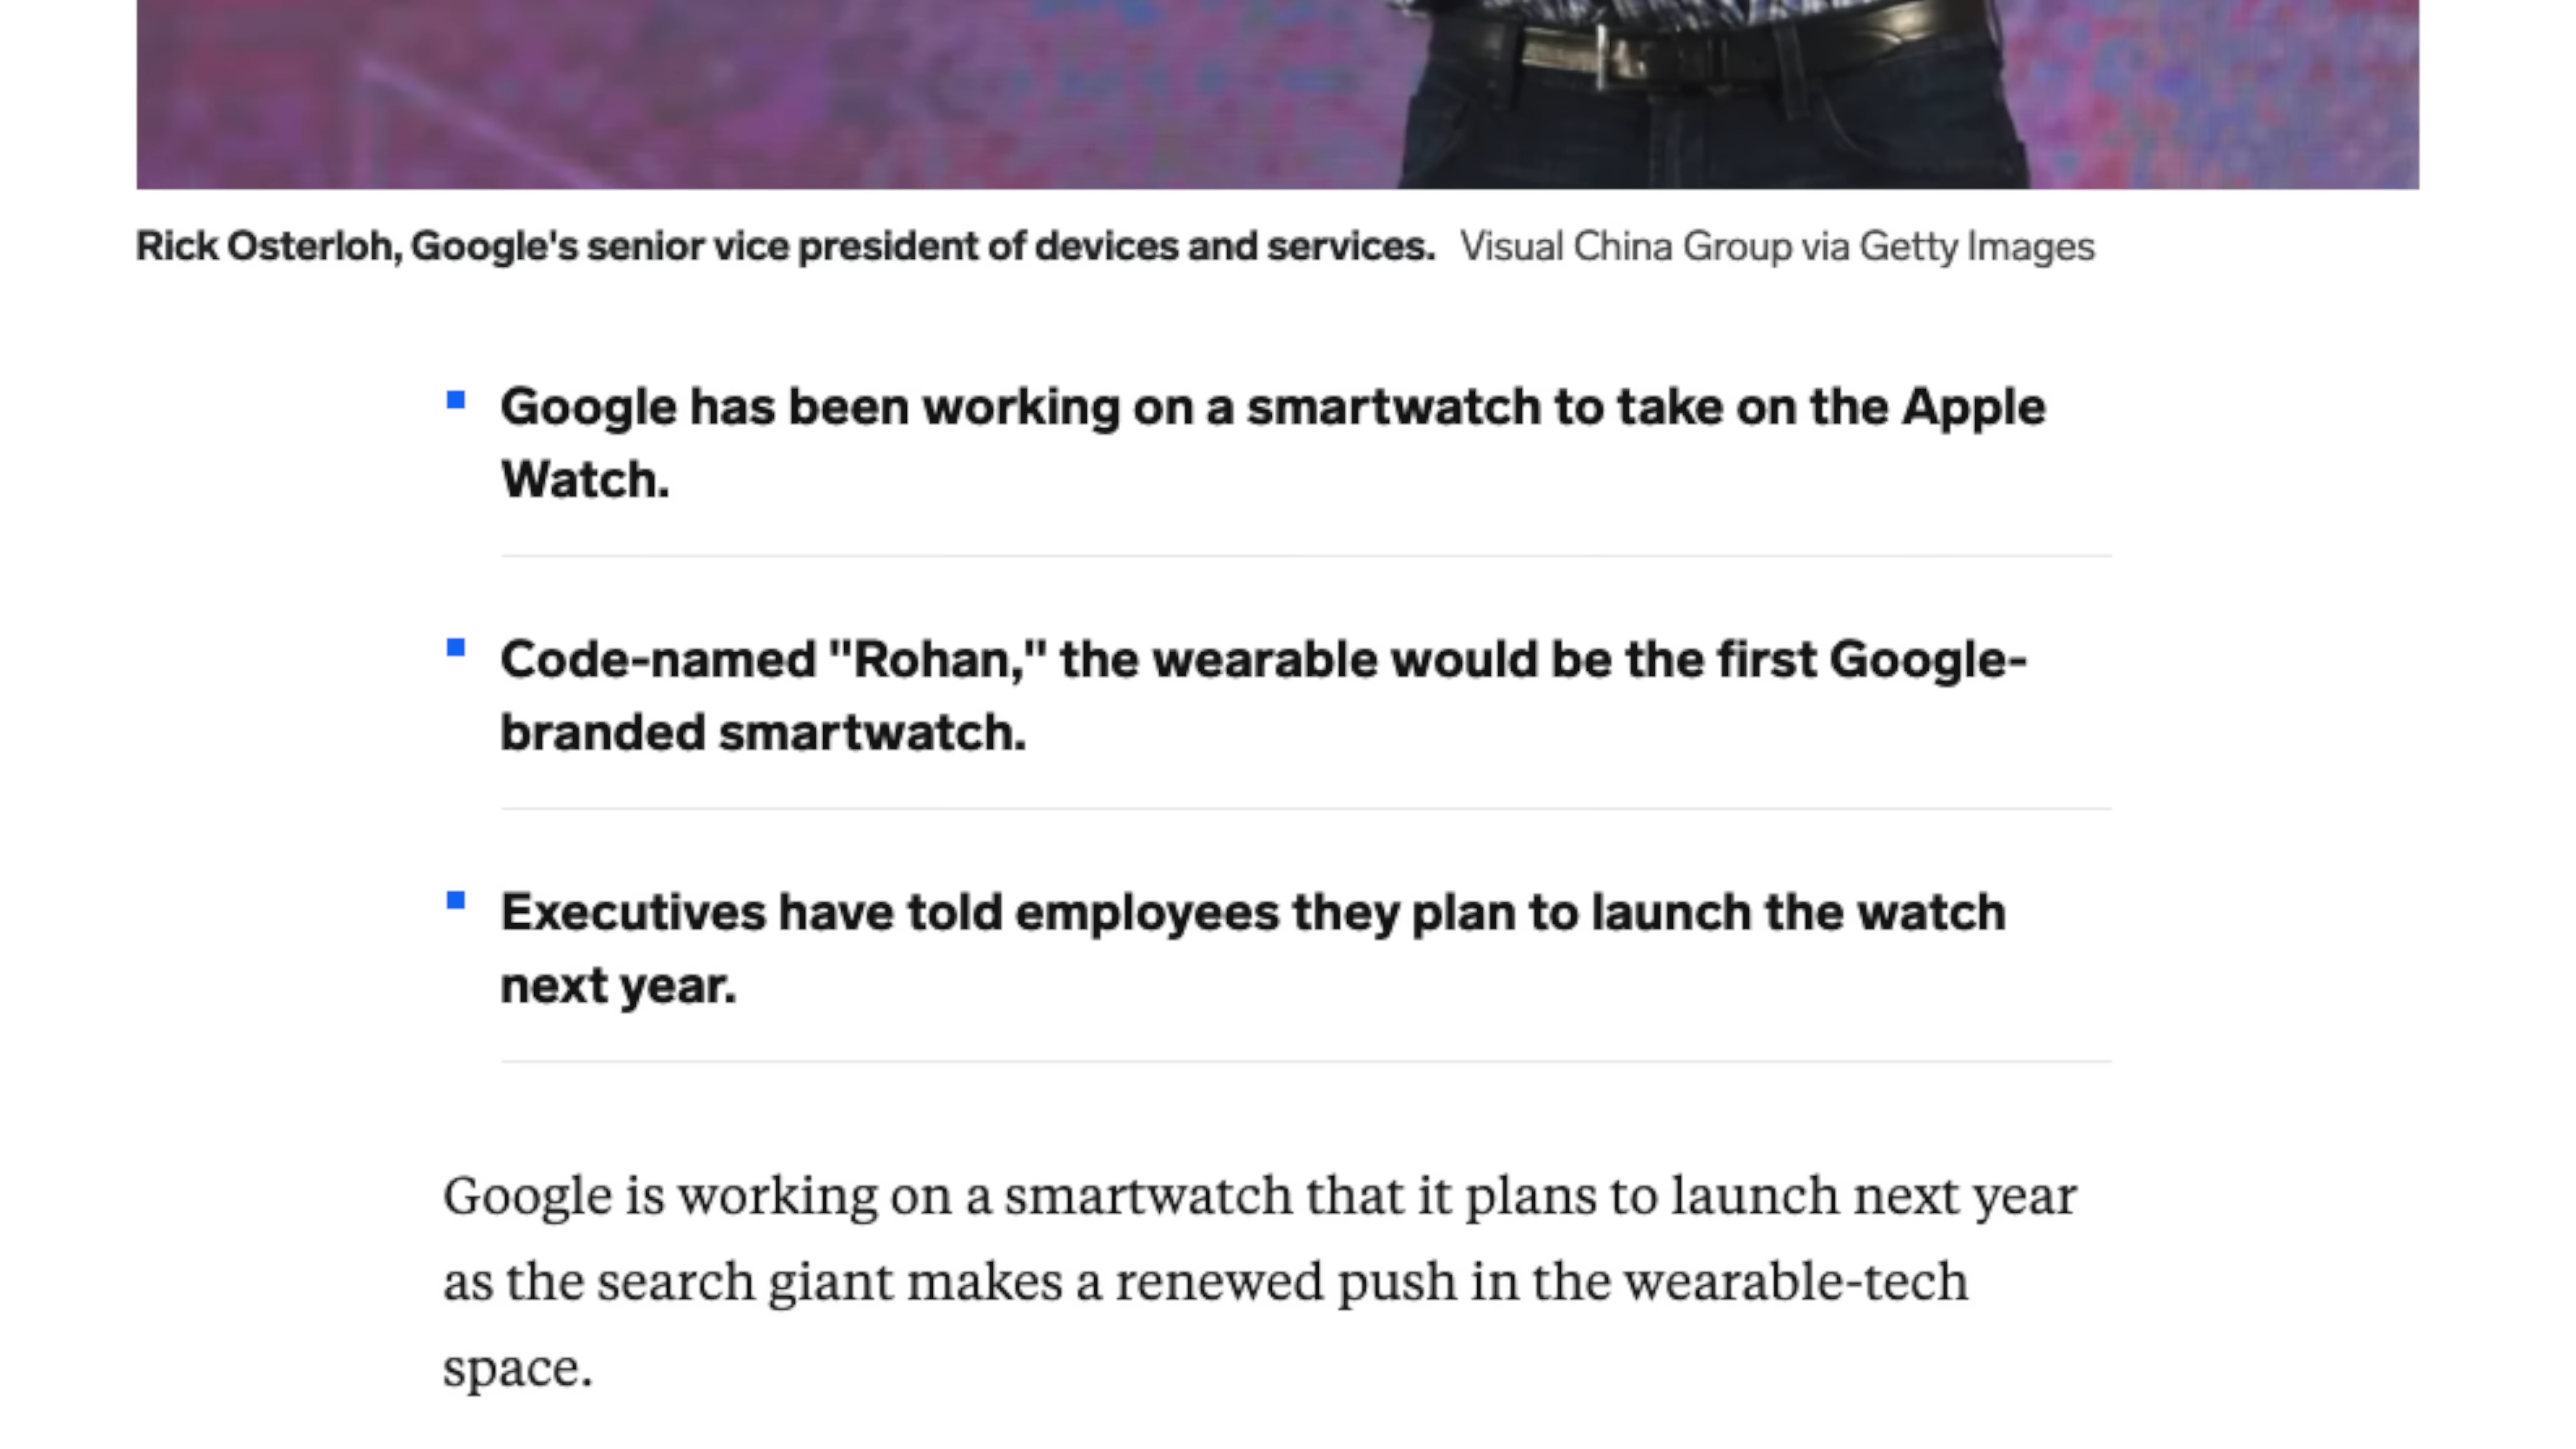 Rick Osterloh, Google's senior vice president of devices and services. Visual China Group via Getty Images
Google has been working on a smartwatch to take on the Apple
Watch.
Code-named "Rohan," the wearable would be the first Google-
branded smartwatch.
Executives have told employees they plan to launch the watch
next year.
Google is working on a smartwatch that it plans to launch next year
as the search giant makes a renewed push in the wearable-tech
space.